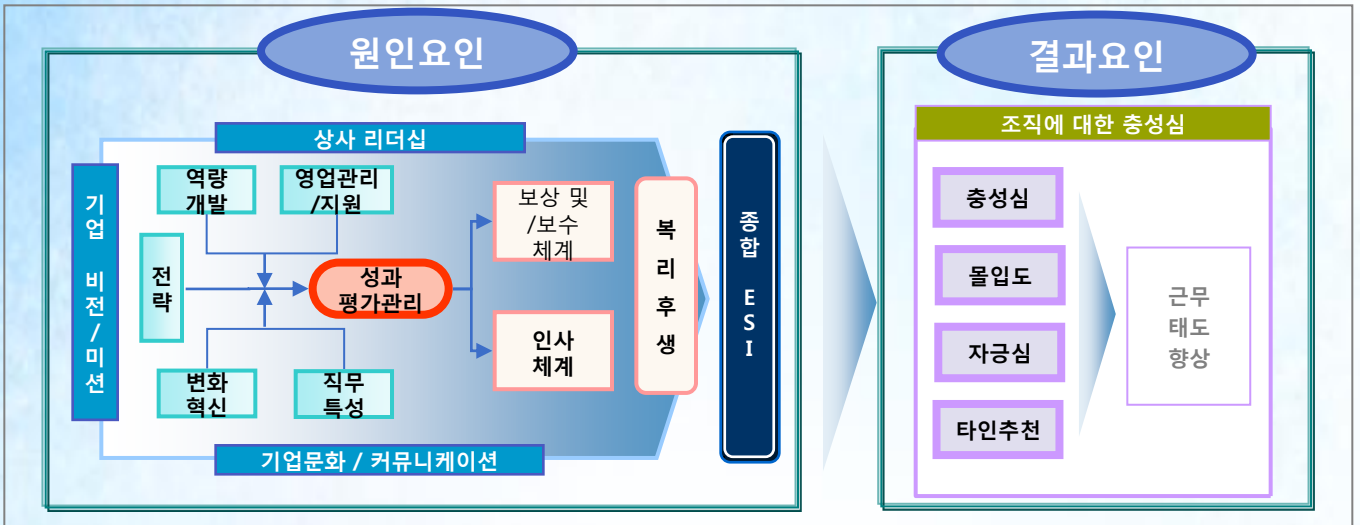 원인요인
결과요인
상사 리더십
기업 비전/미션
역량
개발
영업관리
/지원
전략
성과
평가관리
변화
혁신
직무
특성
보상 및
/보수
체계
인사
체계
복리후생
종합 ESI
기업문화 / 커뮤니케이션
조직에 대한 충성심
충성심
몰입도
자긍심
타인추천
근무
태도
향상